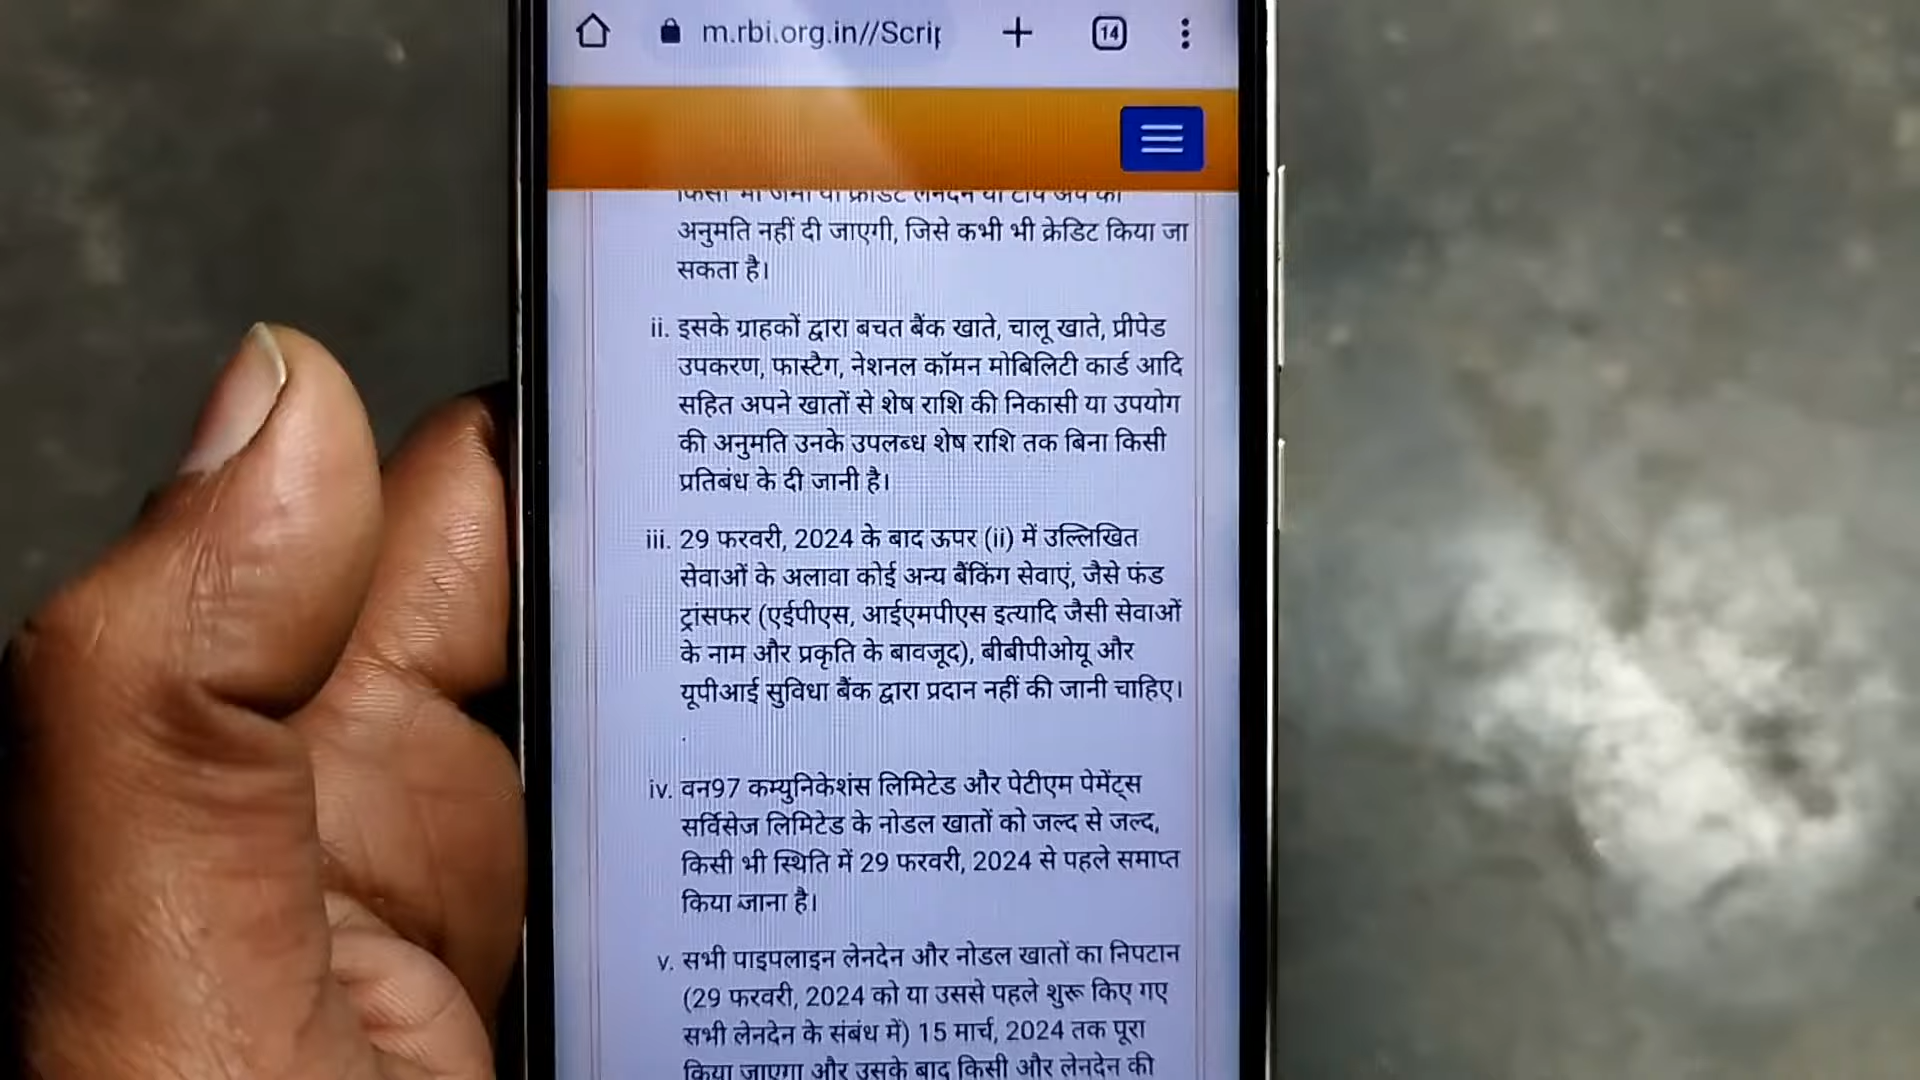 m.rbi.org.in//Scrip
14
किसी भी जमा या क्रेडिट लेनदेन या टॉप अप की
अनुमति नहीं दी जाएगी, जिसे कभी भी क्रेडिट किया जा
सकता है।
ii. इसके ग्राहकों द्वारा बचत बैंक खाते, चालू खाते, प्रीपेड
उपकरण, फास्टैग, नेशनल कॉमन मोबिलिटी कार्ड आदि
सहित अपने खातों से शेष राशि की निकासी या उपयोग
की अनुमति उनके उपलब्ध शेष राशि तक बिना किसी
प्रतिबंध के दी जानी है।
iii. 29 फरवरी, 2024 के बाद ऊपर (ii) में उल्लिखित
सेवाओं के अलावा कोई अन्य बैंकिंग सेवाएं, जैसे फंड
ट्रांसफर (एईपीएस, आईएमपीएस इत्यादि जैसी सेवाओं
के नाम और प्रकृति के बावजूद), बीबीपीओयू और
यूपीआई सुविधा बैंक द्वारा प्रदान नहीं की जानी चाहिए।
.
iv. वन97 कम्युनिकेशंस लिमिटेड और पेटीएम पेमेंट्स
सर्विसेज लिमिटेड के नोडल खातों को जल्द से जल्द,
किसी भी स्थिति में 29 फरवरी, 2024 से पहले समाप्त
किया जाना है।
v. सभी पाइपलाइन लेनदेन और नोडल खातों का निपटान
(29 फरवरी, 2024 को या उससे पहले शुरू किए गए
सभी लेनदेन के संबंध में) 15 मार्च, 2024 तक पूरा
किया जाएगा और उसके बाद किसी और लेनदेन की